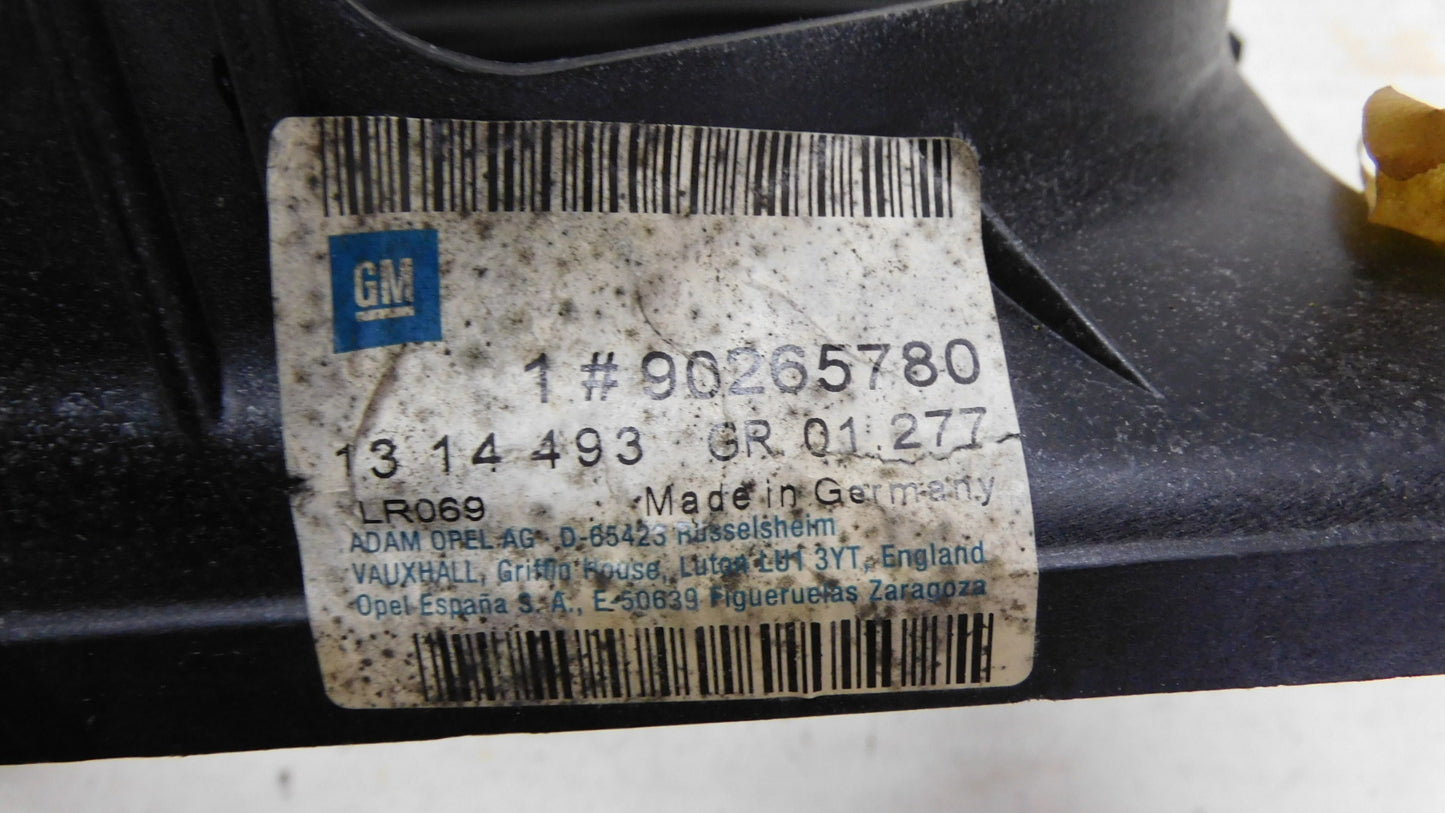 GM
1 # 90265780
13 14 493 GR 01.277
LR069 Made in Germany
ADAM OPEL AG D-65423 Rüsselsheim
VAUXHALL, Griffin House, Luton LU1 3YT, England
Opel España S. A., E-50639 Figueruelas Zaragoza